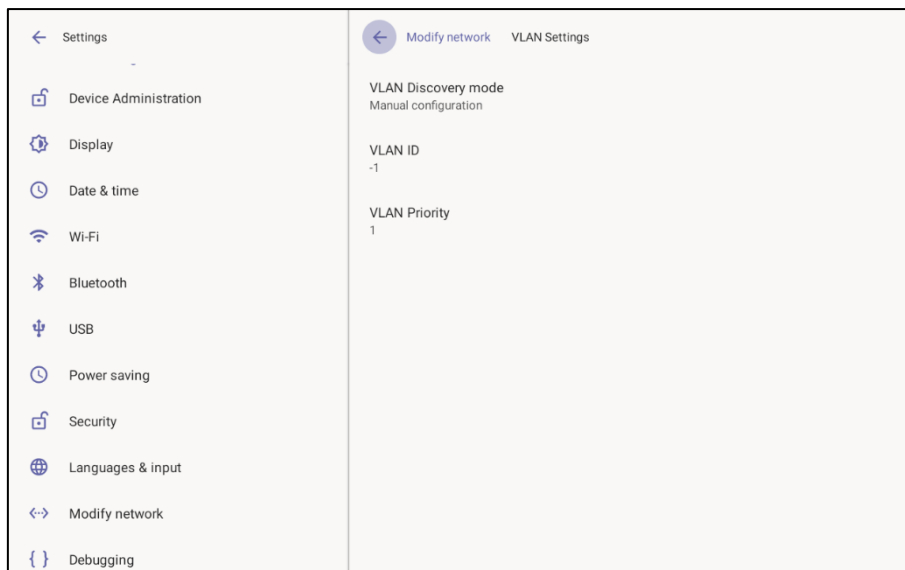 Settings
Device Administration
Display
Date & time
Wi-Fi
Bluetooth
USB
Power saving
Security
Languages & input
Modify network
Debugging
Modify network VLAN Settings
VLAN Discovery mode
Manual configuration
VLAN ID
-1
VLAN Priority
1